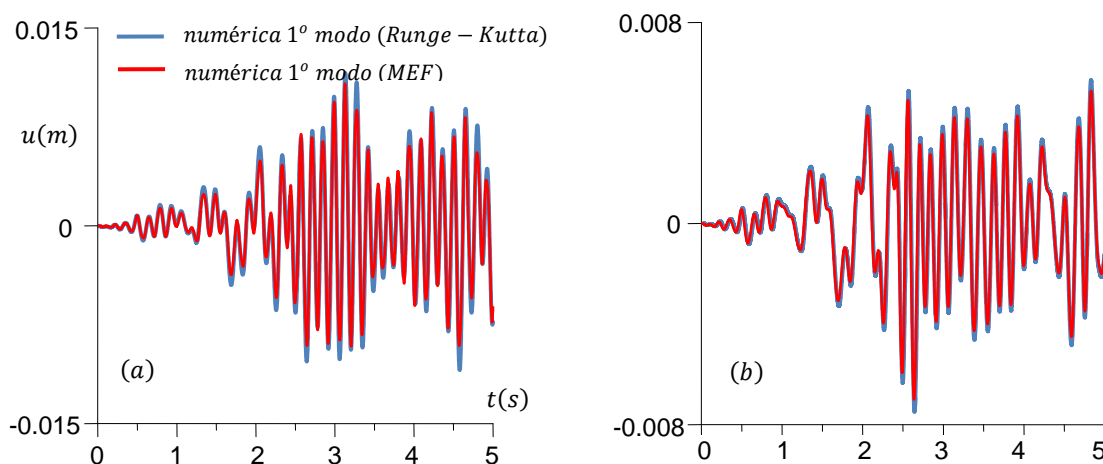 0.015
numérica 1º modo (Runge − Kutta)
numérica 1º modo (MEF)
u(m)
0
(a)
t(s)
-0.015
0 1 2 3 4 5
0.008
0
(b)
-0.008
0 1 2 3 4 5